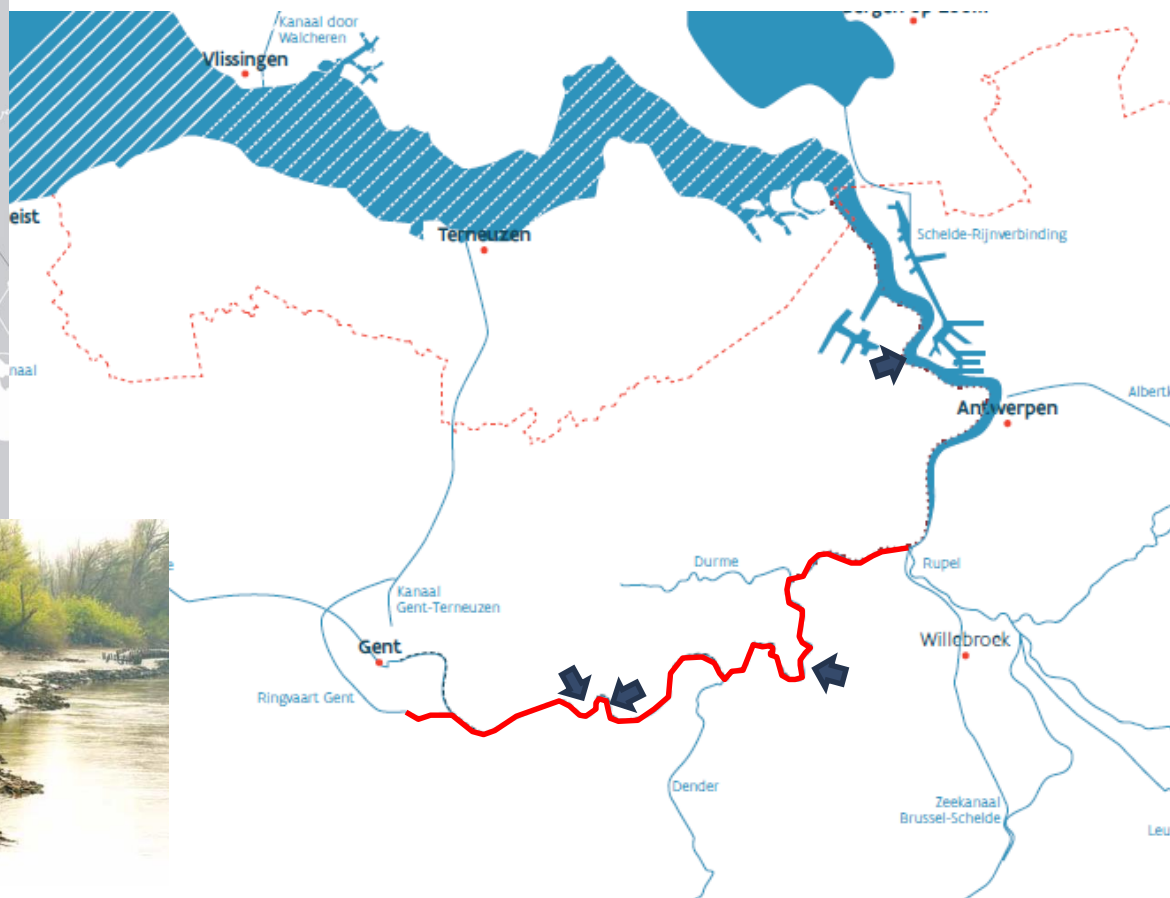 Kanaal door
Walcheren
Vlissingen
eist
Terneuzen
Schelde-Rijnverbinding
naal
Antwerpen
Durme
Rupel
Kanaal
Gent-Terneuzen
Gent
Willebroek
Ringvaart Gent
Dender
Zeekanaal
Brussel-Schelde
Leu